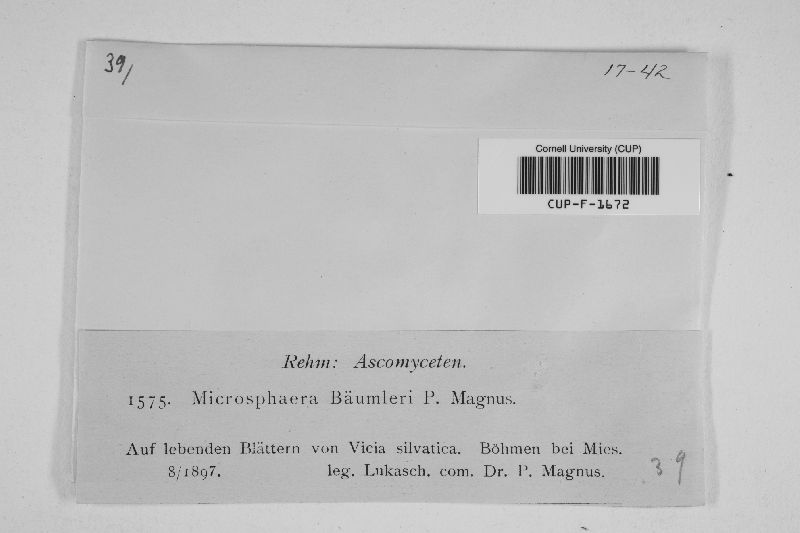 39/
17-42
Cornell University (CUP)
CUP-F-1672
Rehm: Ascomyceten.
1575. Microsphaera Bäumleri P. Magnus.
Auf lebenden Blättern von Vicia silvatica. Böhmen bei Mies.
8/1897. leg. Lukasch. com. Dr. P. Magnus.
39